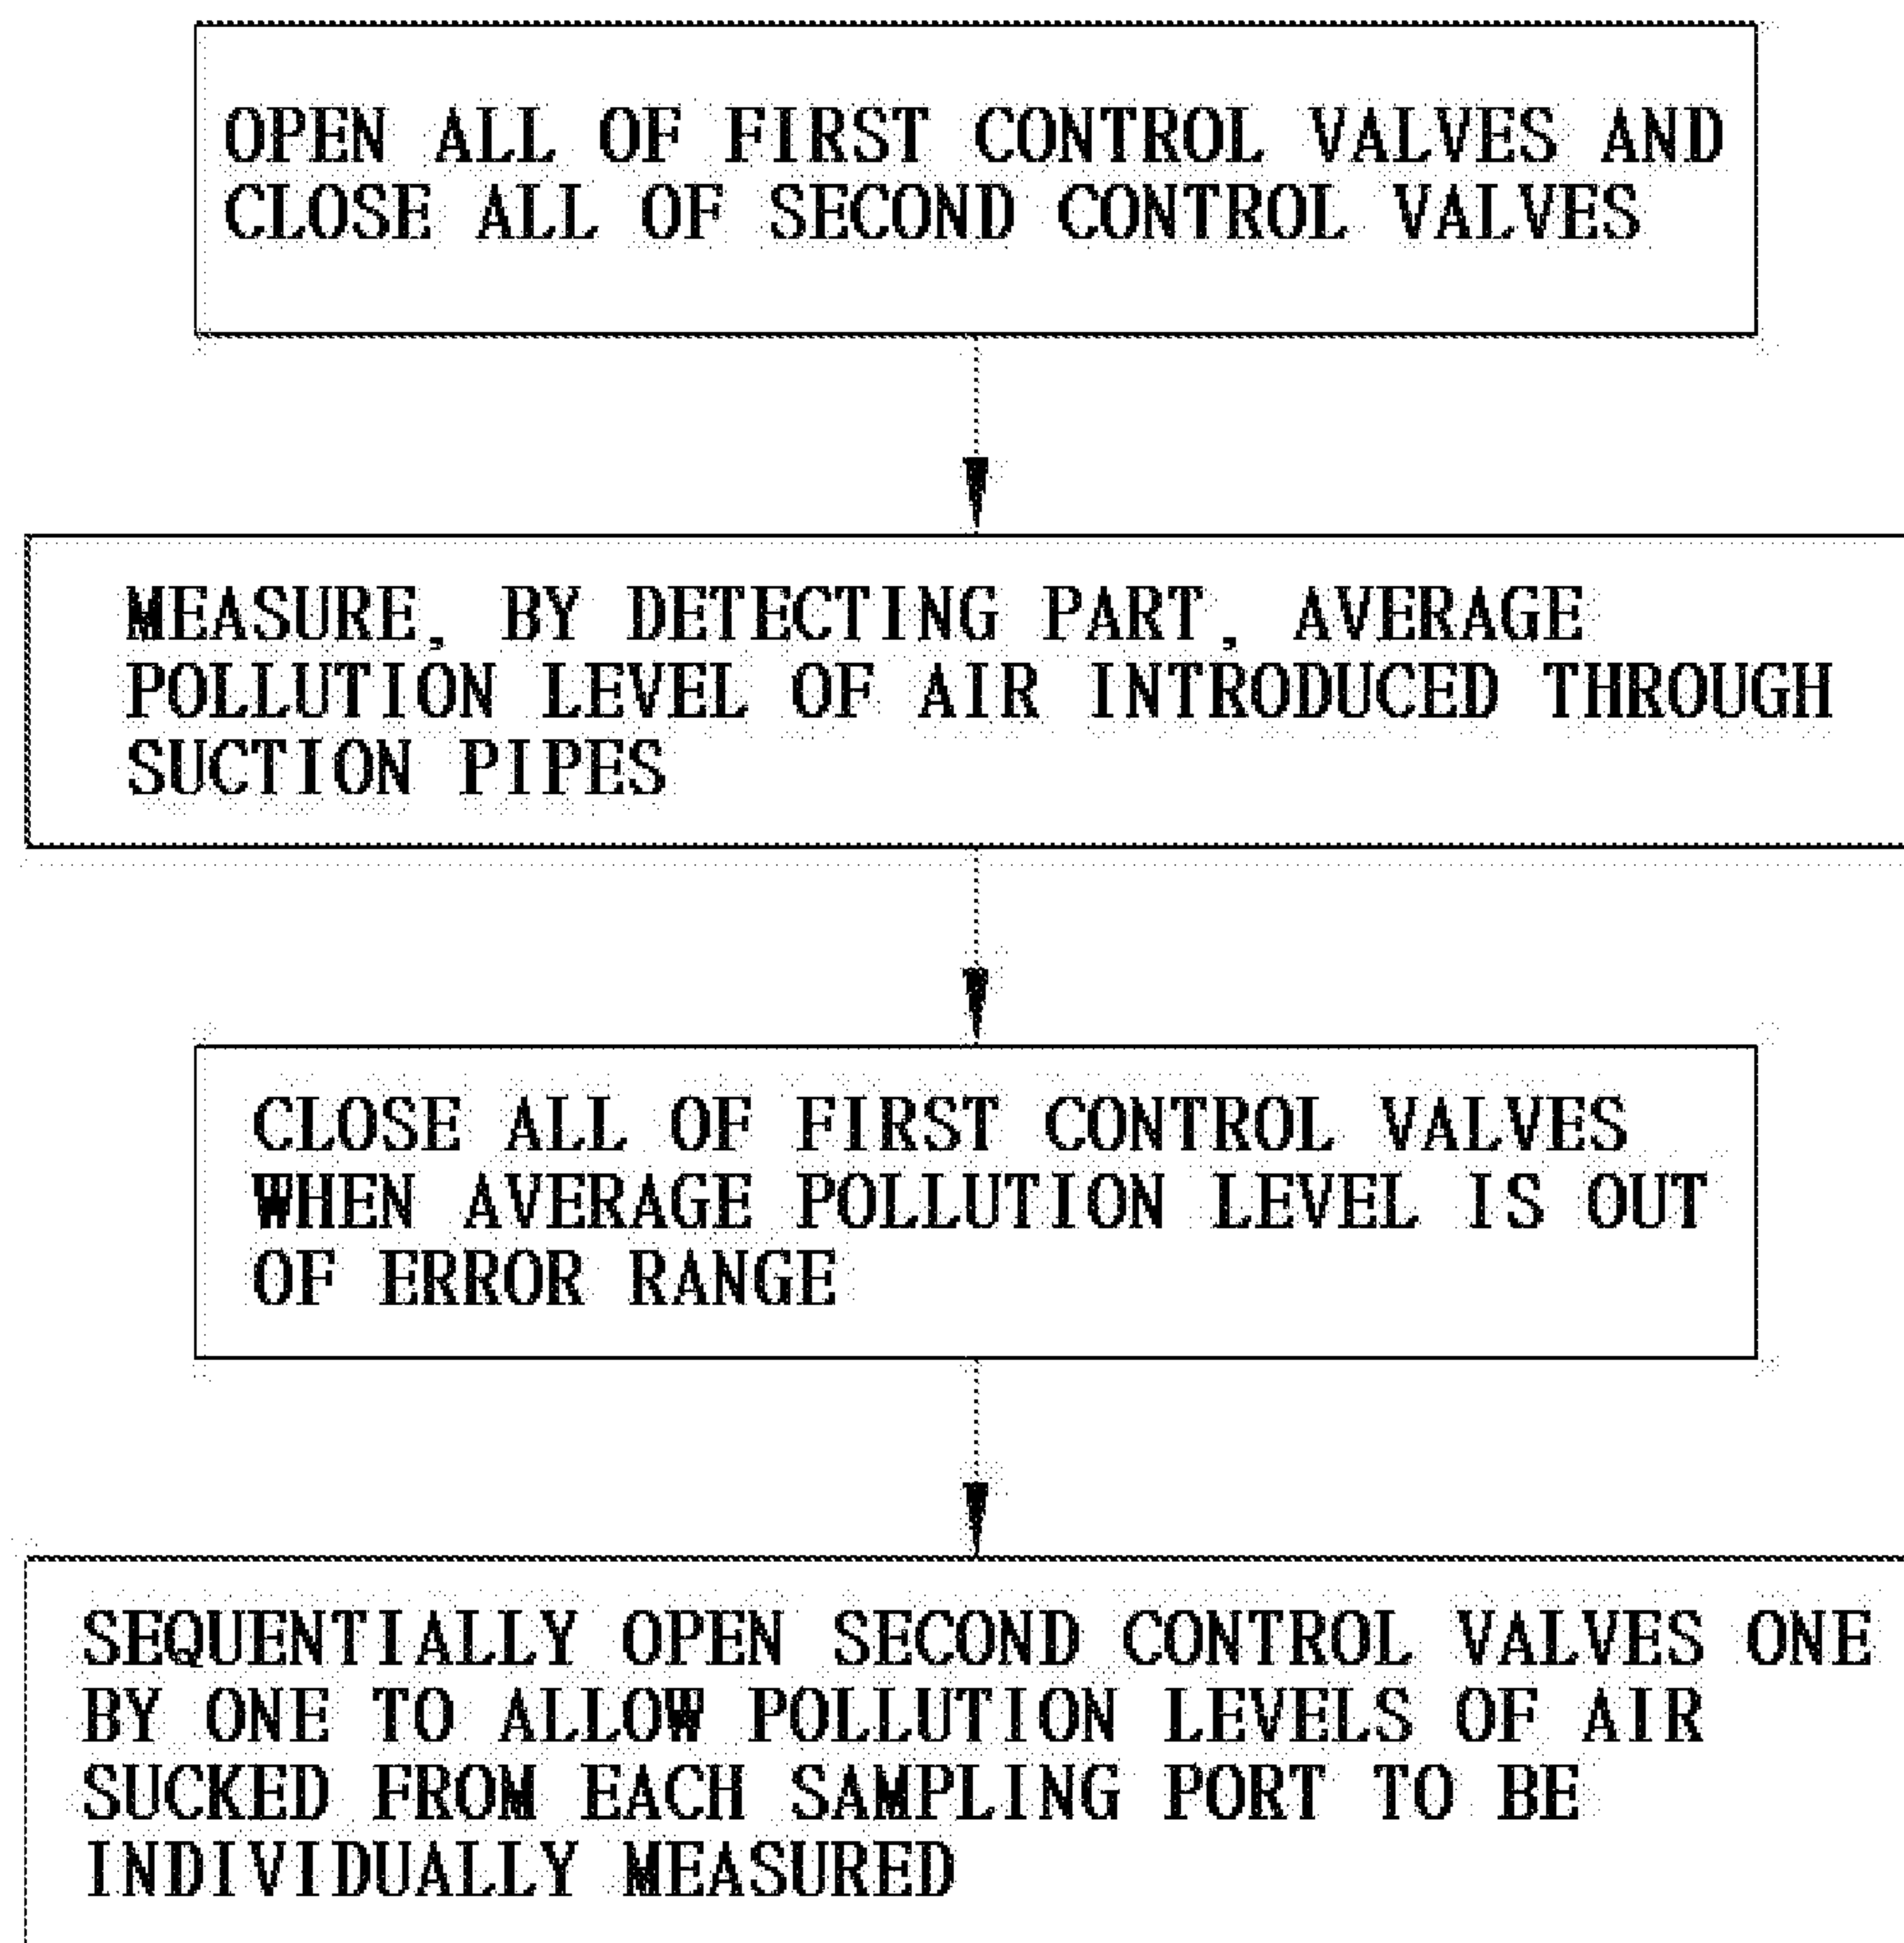 OPEN ALL OF FIRST CONTROL VALVES AND
CLOSE ALL OF SECOND CONTROL VALVES
MEASURE, BY DETECTING PART, AVERAGE
POLLUTION LEVEL OF AIR INTRODUCED THROUGH
SUCTION PIPES
CLOSE ALL OF FIRST CONTROL VALVES
WHEN AVERAGE POLLUTION LEVEL IS OUT
OF ERROR RANGE
SEQUENTIALLY OPEN SECOND CONTROL VALVES ONE
BY ONE TO ALLOW POLLUTION LEVELS OF AIR
SUCKED FROM EACH SAMPLING PORT TO BE
INDIVIDUALLY MEASURED